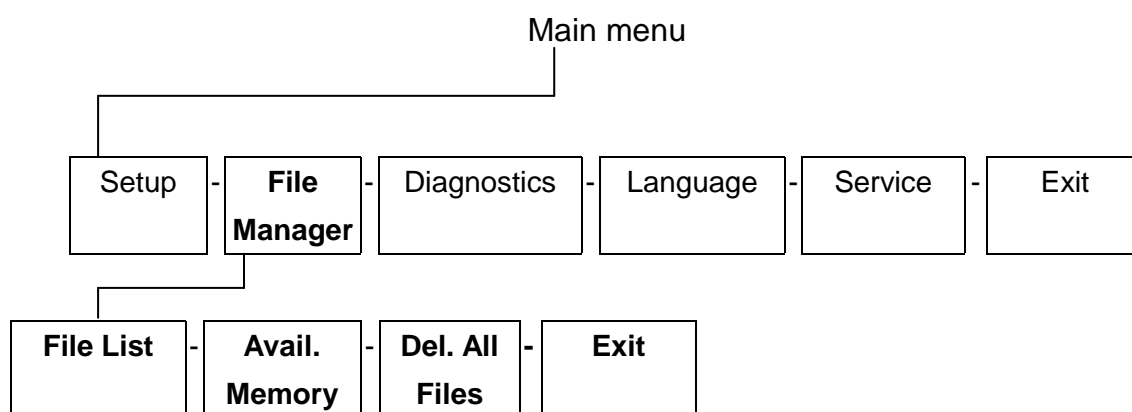 Main menu
Setup - File - Diagnostics - Language - Service - Exit
Manager
File List - Avail. - Del. All - Exit
Memory Files